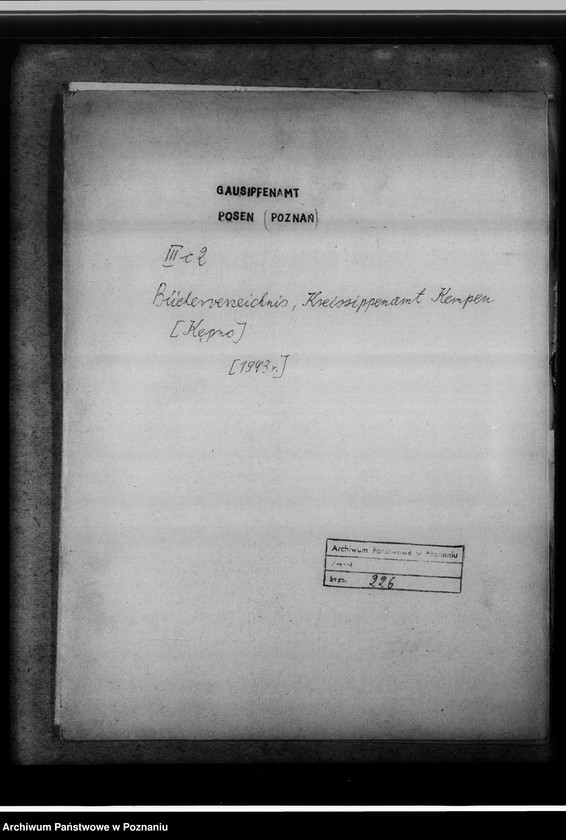 GAUSIPPENAMT
POSEN (POZNAŃ)
III c 2
Bücherverzeichnis, Kreissippenamt Kempen
[Kępno]
[1943 r.]
Archiwum Państwowe w Poznaniu
226
Archiwum Państwowe w Poznaniu